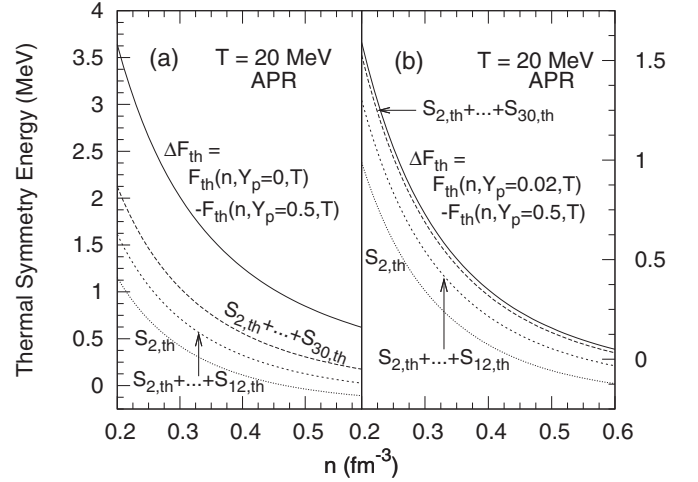 Thermal Symmetry Energy (MeV)
4
3.5
3
2.5
2
1.5
1
0.5
0
(a)
T = 20 MeV
APR
ΔF_th =
F_th(n,Y_p=0,T)
-F_th(n,Y_p=0.5,T)
S_2,th+...+S_30,th
S_2,th
S_2,th+...+S_12,th
0.2
0.3
0.4
0.5
(b)
T = 20 MeV
APR
S_2,th+...+S_30,th
ΔF_th =
F_th(n,Y_p=0.02,T)
-F_th(n,Y_p=0.5,T)
S_2,th
S_2,th+...+S_12,th
1.5
1
0.5
0
0.2
0.3
0.4
0.5
0.6
n (fm⁻³)